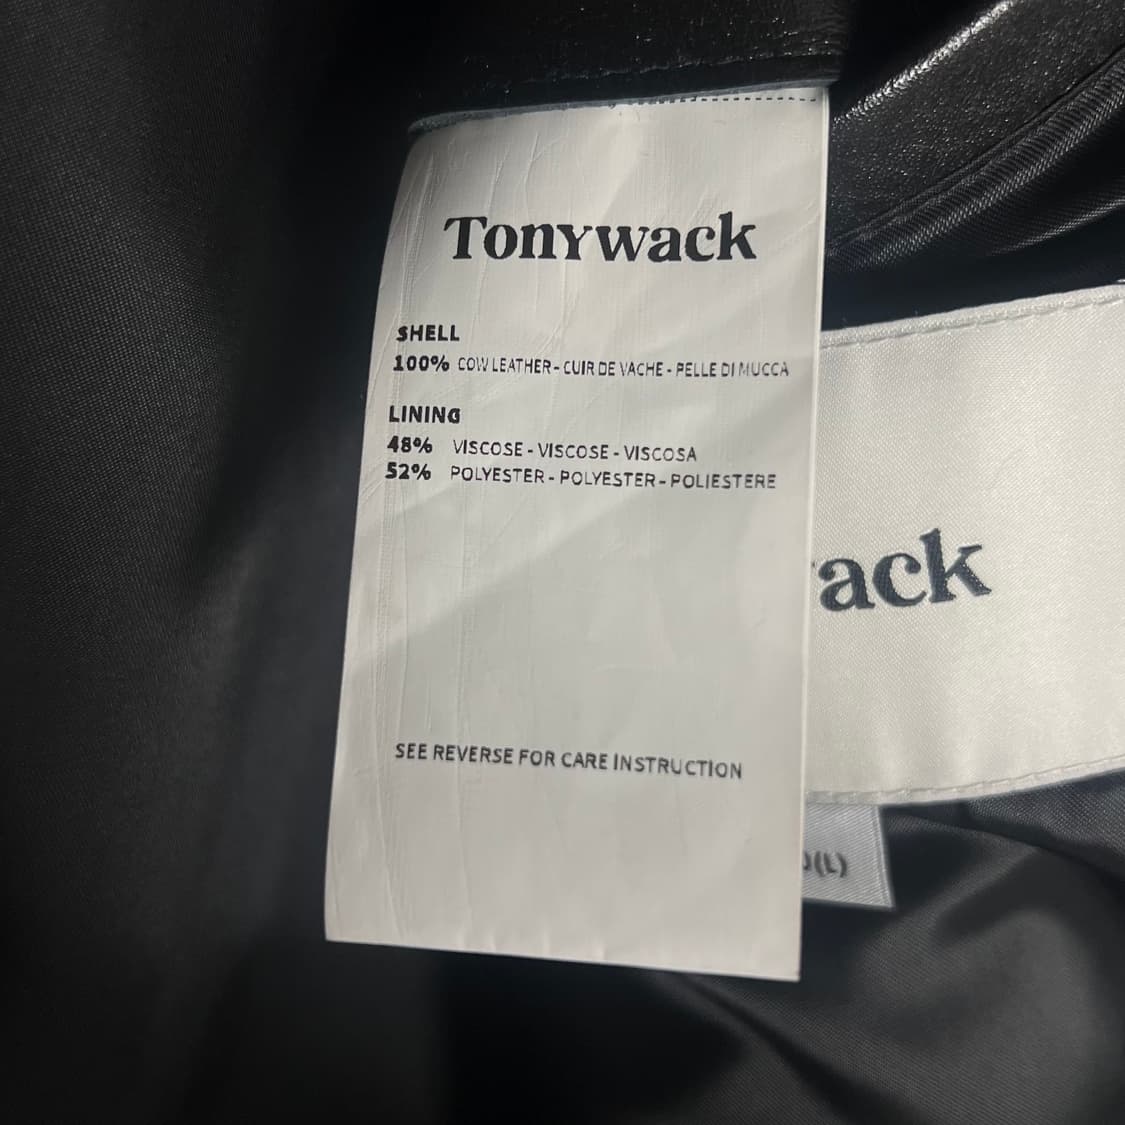 Tonywack
SHELL
100% COW LEATHER - CUIR DE VACHE - PELLE DI MUCCA
LINING
48% VISCOSE - VISCOSE - VISCOSA
52% POLYESTER - POLYESTER - POLIESTERE
SEE REVERSE FOR CARE INSTRUCTION
ack
(L)